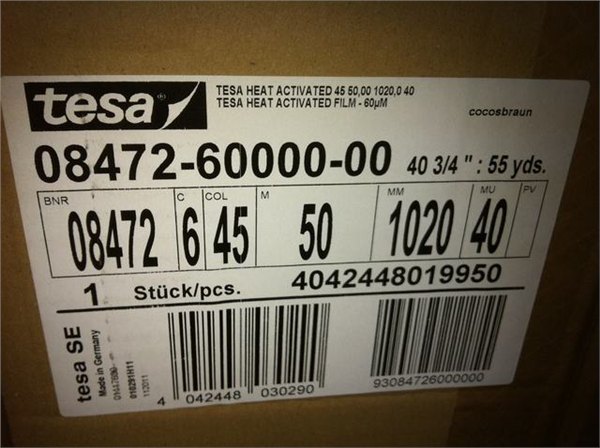 tesa®
TESA HEAT ACTIVATED 45 50,00 1020,0 40
TESA HEAT ACTIVATED FILM - 60µM
cocosbraun
08472-60000-00 40 3/4 " : 55 yds.
BNR C COL M MM MU PV
08472 6 45 50 1020 40
1 Stück/pcs. 4042448019950
tesa SE
Made in Germany
010291H11
112011
4 042448 030290
93084726000000